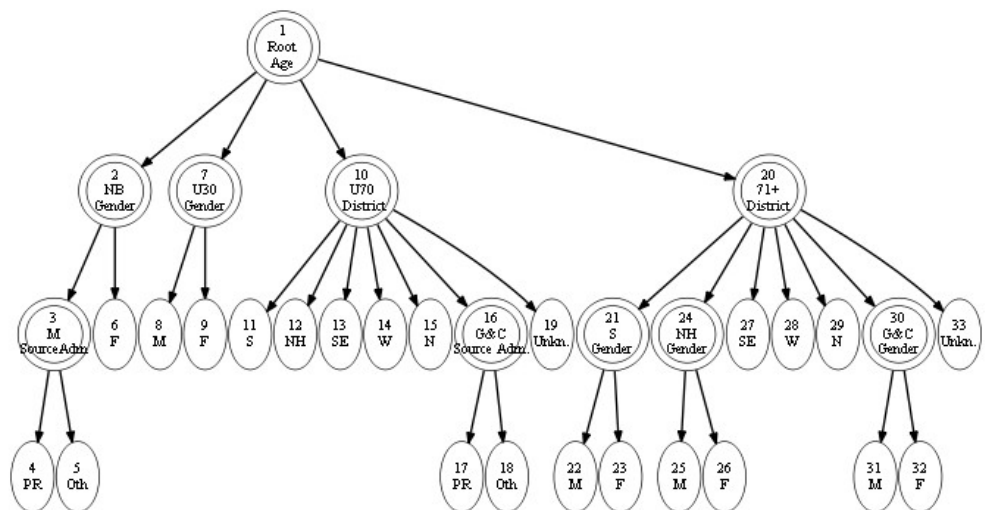 1
Root
Age
2
NB
Gender
7
U30
Gender
10
U70
District
20
71+
District
3
M
SourceAdm.
6
F
8
M
9
F
11
S
12
NH
13
SE
14
W
15
N
16
G&C
Source Adm.
19
Unkn.
21
S
Gender
24
NH
Gender
27
SE
28
W
29
N
30
G&C
Gender
33
Unkn.
4
PR
5
Oth
17
PR
18
Oth
22
M
23
F
25
M
26
F
31
M
32
F